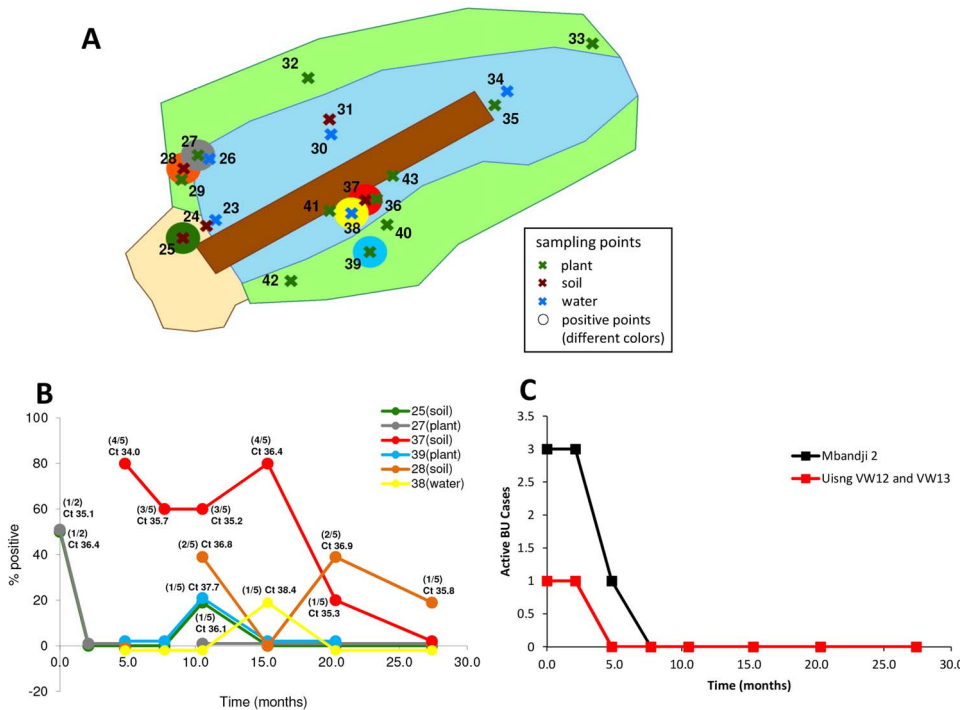 A
33
32
34
31
27
35
30
28
26
29
37
43
24
23
41
36
25
38
40
39
42
sampling points
plant
soil
water
positive points
(different colors)
B
100
80
60
40
20
0
-20
% positive
0.0
5.0
10.0
15.0
20.0
25.0
30.0
Time (months)
25(soil)
27(plant)
37(soil)
39(plant)
28(soil)
38(water)
(1/2)
Ct 35.1
(1/2)
Ct 36.4
(4/5)
Ct 34.0
(3/5)
Ct 35.7
(3/5)
Ct 35.2
(4/5)
Ct 36.4
(2/5) Ct 36.8
(1/5) Ct 37.7
(1/5)
Ct 36.1
(1/5) Ct 38.4
(2/5)
Ct 36.9
(1/5)
Ct 35.3
(1/5)
Ct 35.8
C
3.5
3
2.5
2
1.5
1
0.5
0
Active BU Cases
0.0
5.0
10.0
15.0
20.0
25.0
30.0
Time (months)
Mbandji 2
Uisng VW12 and VW13